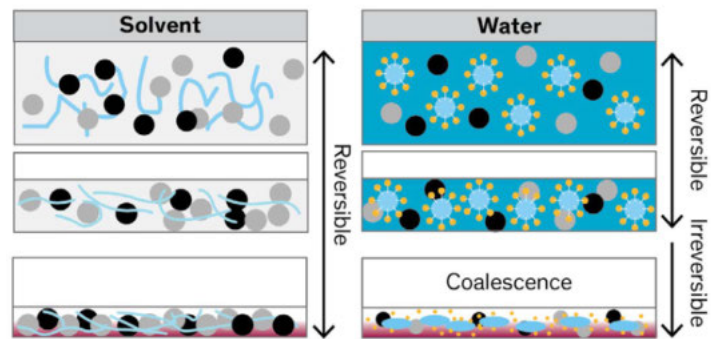 Solvent
Water
Reversible
Reversible
Irreversible
Coalescence